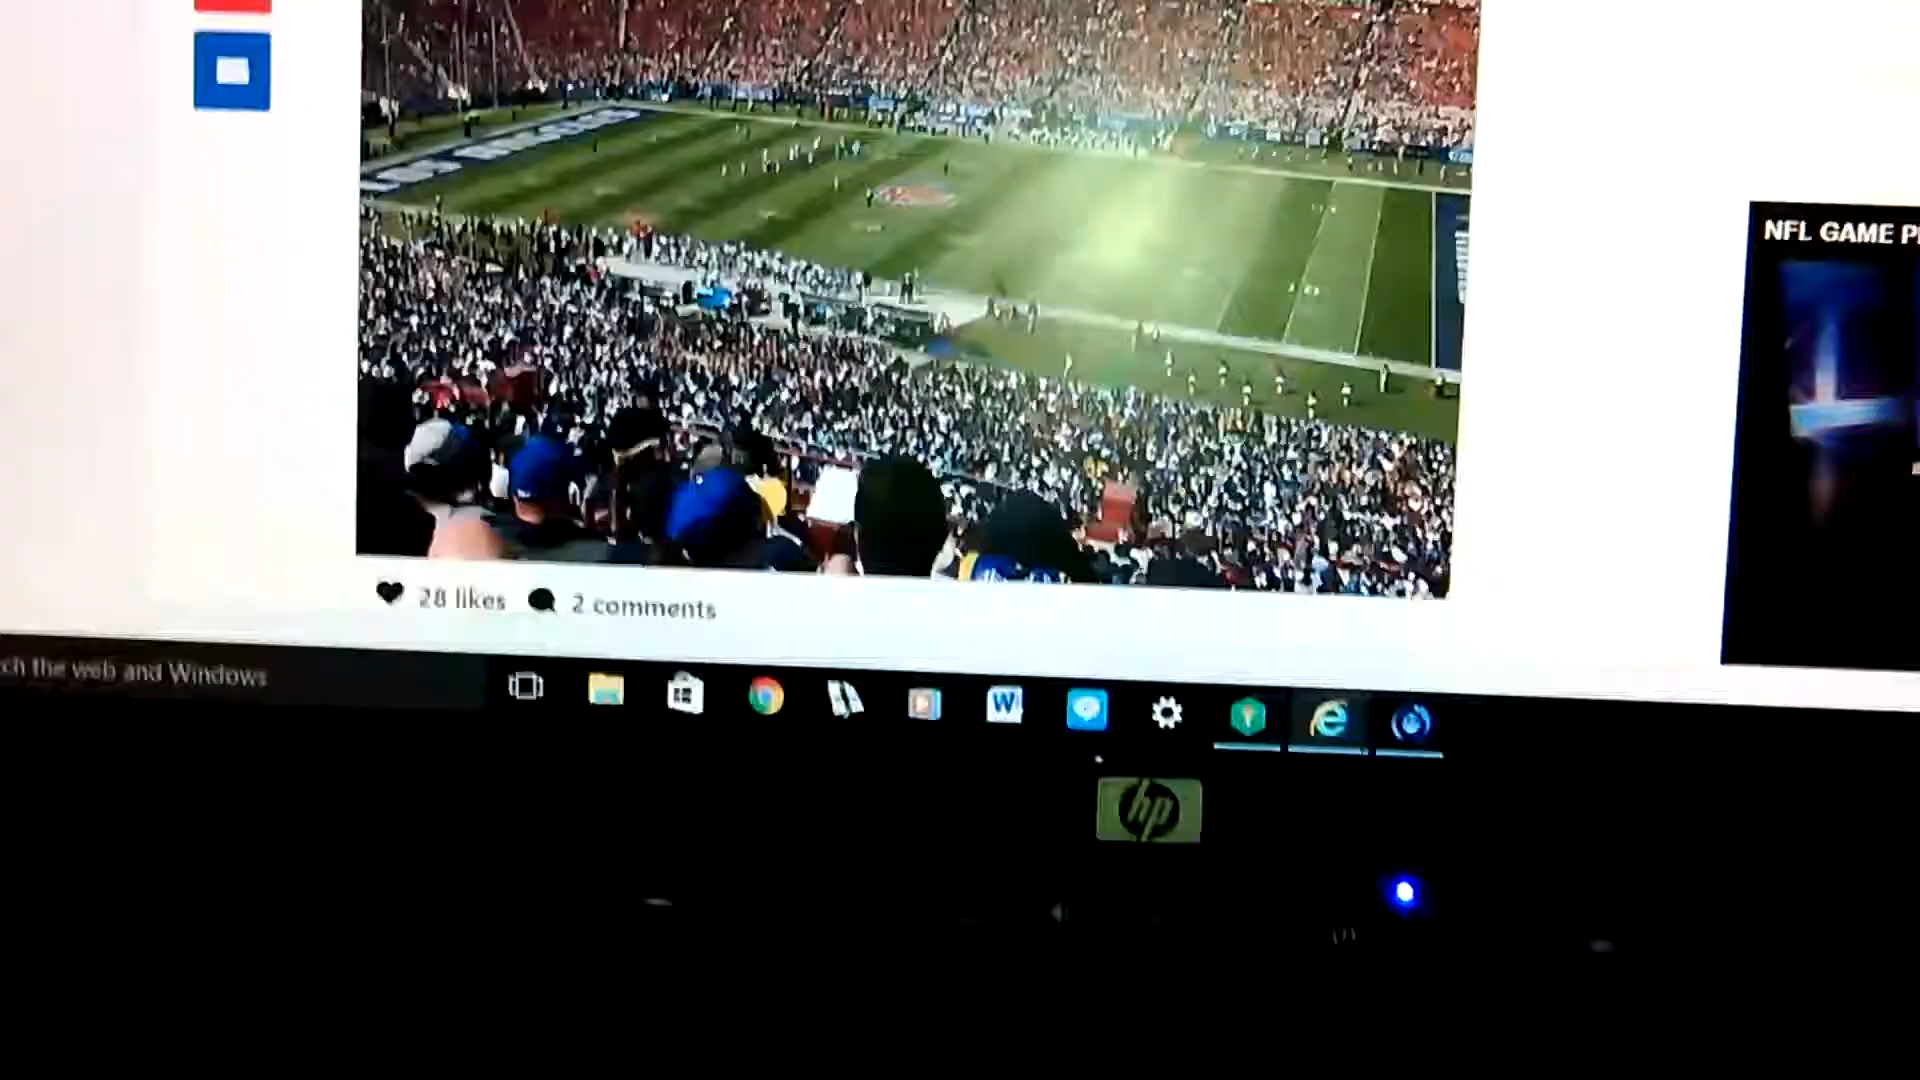 NFL GAME P
28 likes 2 comments
ch the web and Windows
W
hp